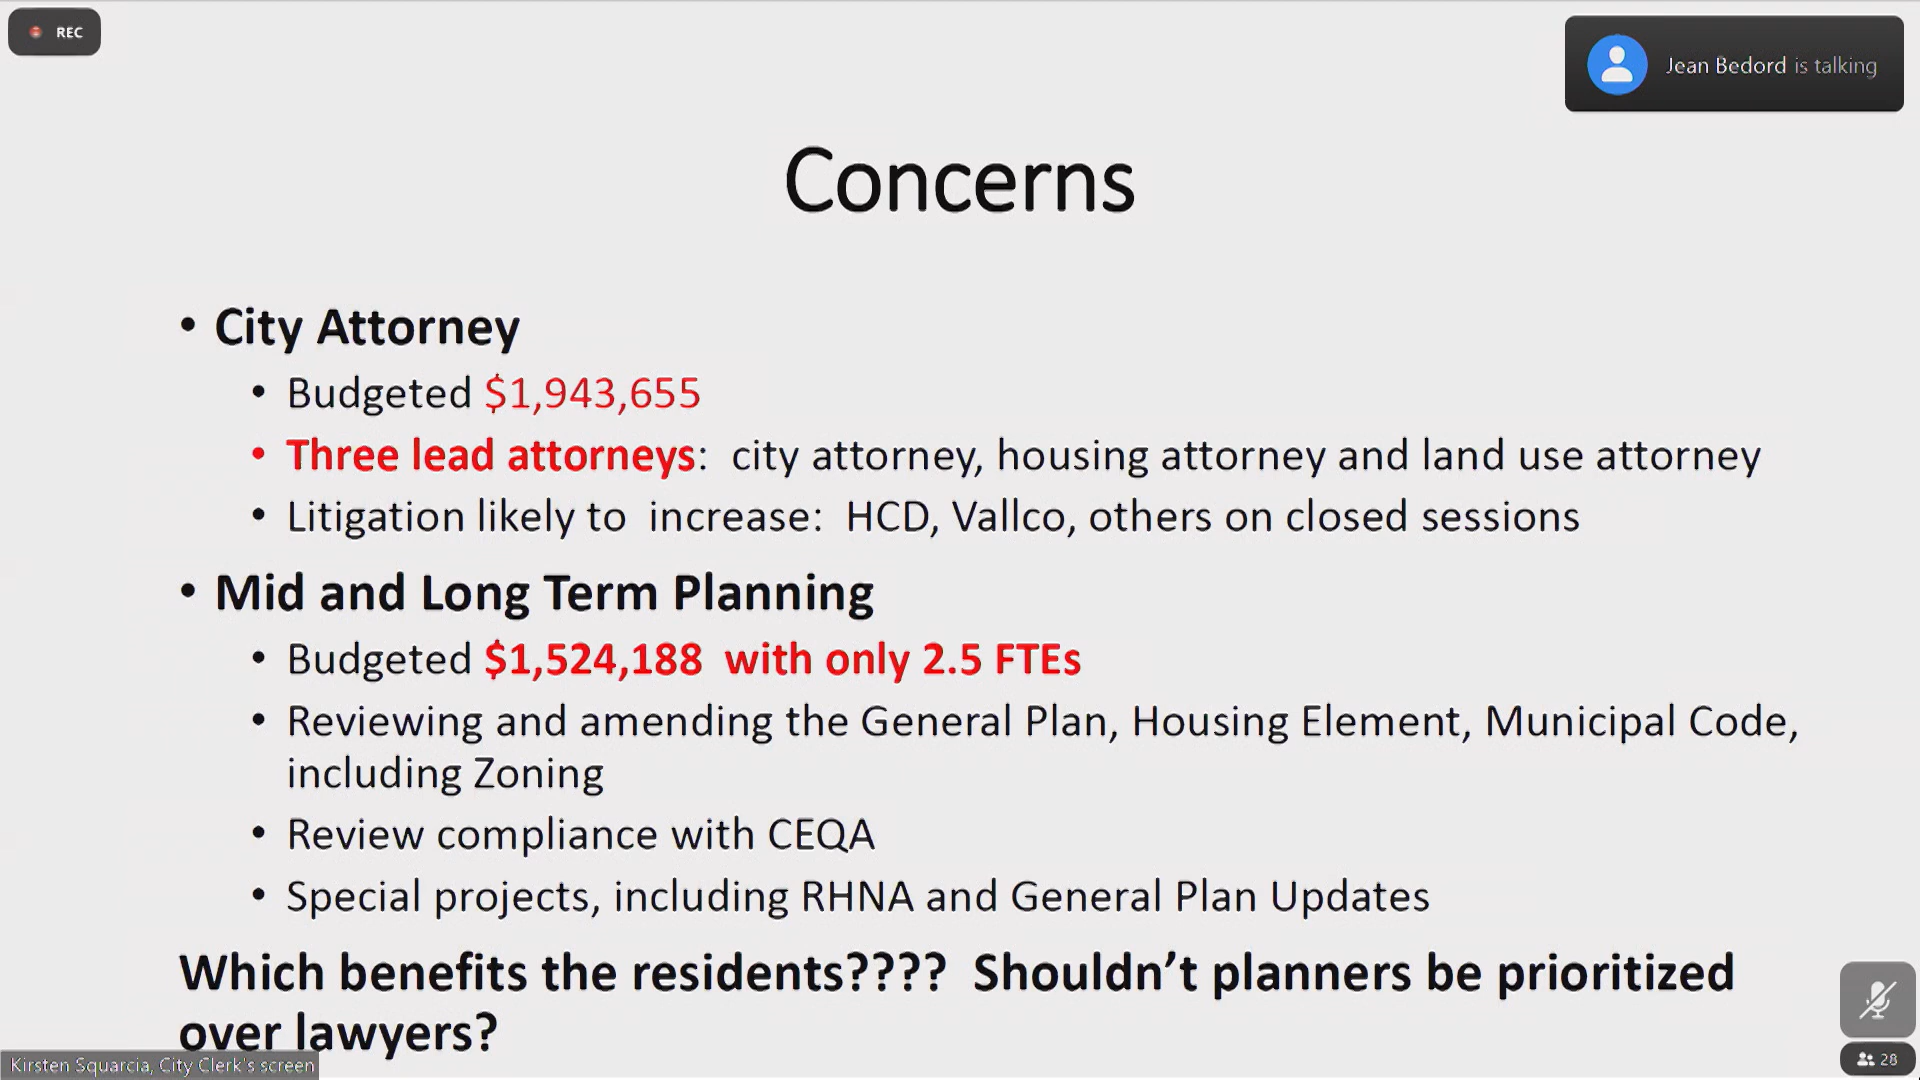 REC
Jean Bedord is talking
Concerns
• City Attorney
• Budgeted $1,943,655
• Three lead attorneys:  city attorney, housing attorney and land use attorney
• Litigation likely to  increase:  HCD, Vallco, others on closed sessions
• Mid and Long Term Planning
• Budgeted $1,524,188  with only 2.5 FTEs
• Reviewing and amending the General Plan, Housing Element, Municipal Code,
including Zoning
• Review compliance with CEQA
• Special projects, including RHNA and General Plan Updates
Which benefits the residents????  Shouldn’t planners be prioritized
over lawyers?
Kirsten Squarcia, City Clerk's screen
28